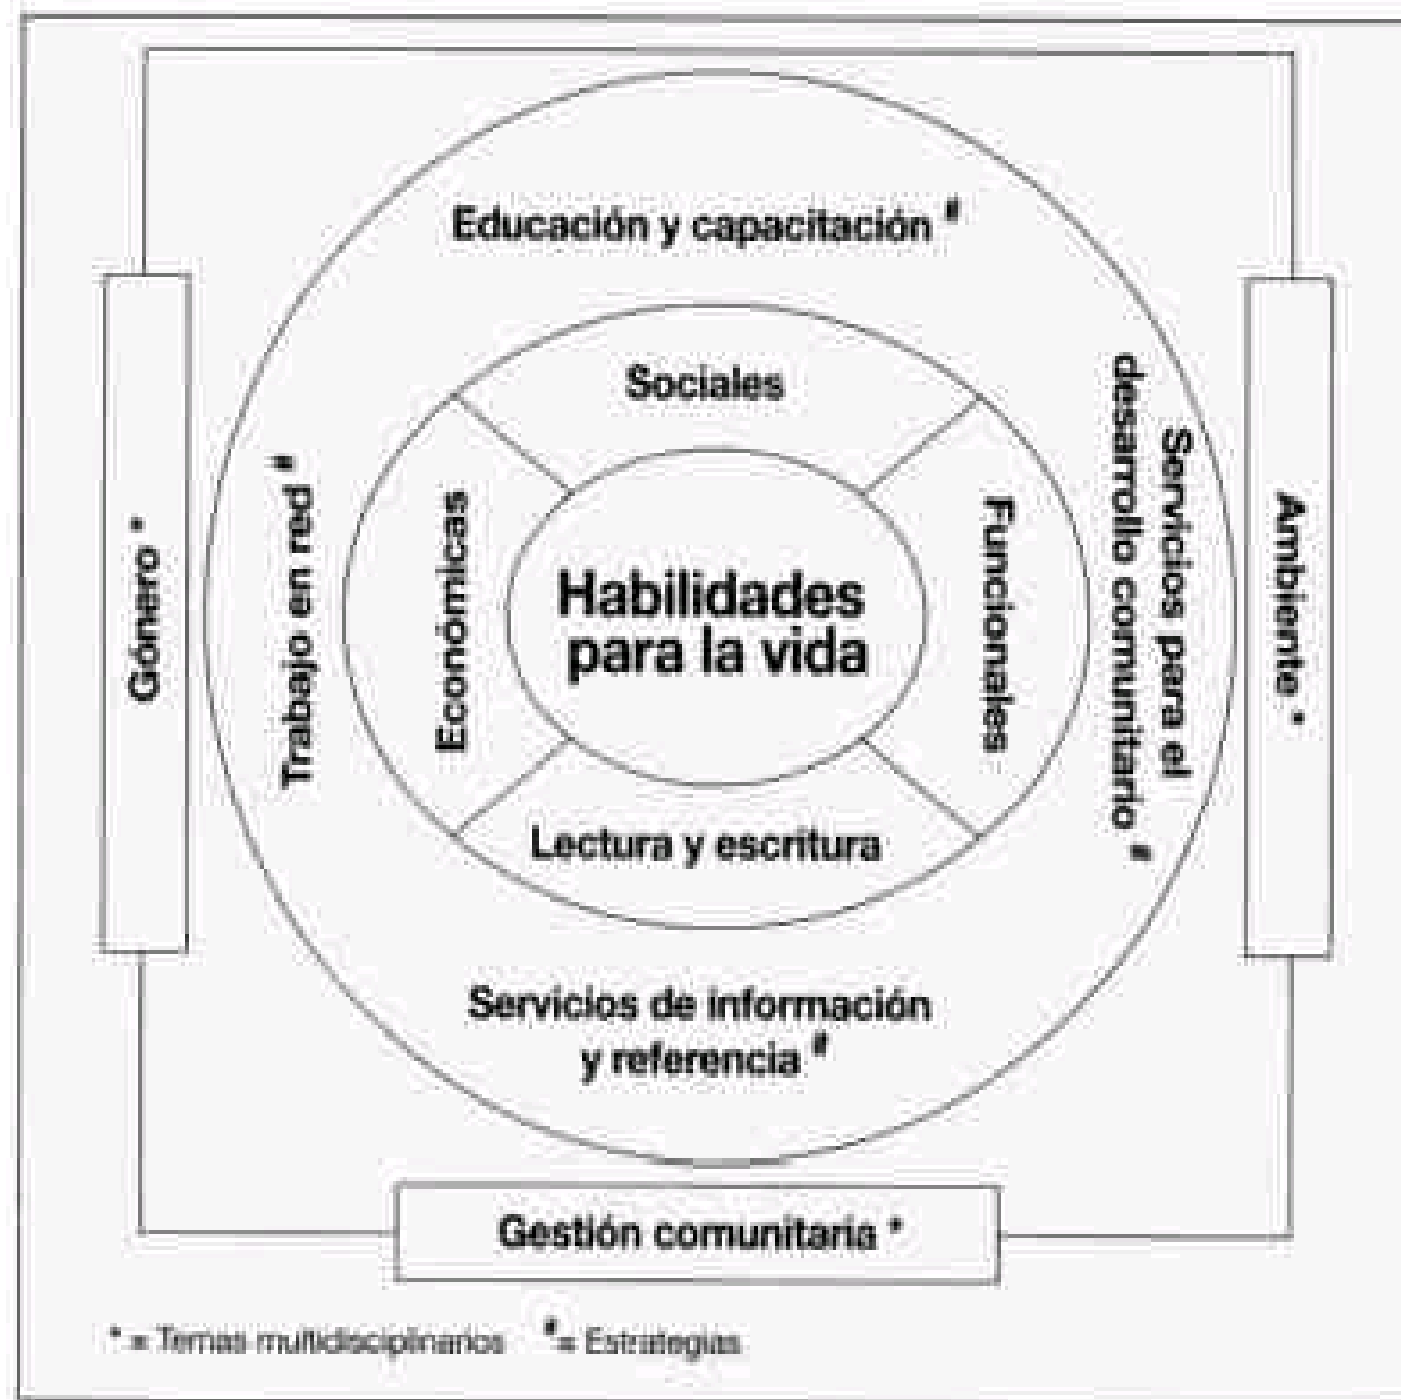 Educación y capacitación #
Sociales
Género *
Trabajo en red #
Económicas
Habilidades
para la vida
Funcionales
Servicios para el
desarrollo comunitario #
Ambiente *
Lectura y escritura
Servicios de información
y referencia #
Gestión comunitaria *
* = Temas multidisciplinarios #= Estrategias